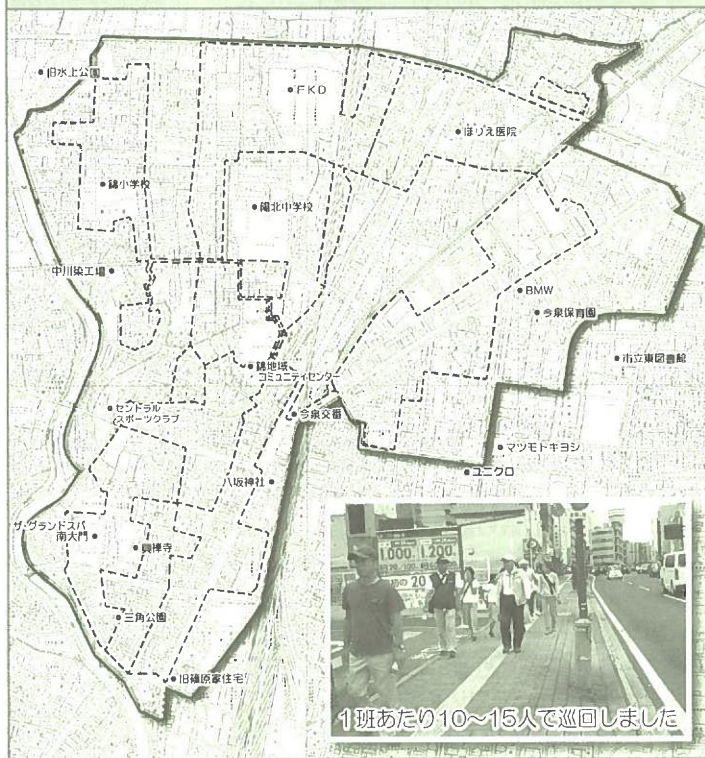 旧水上公園
FKD
ほりえ医院
錦小学校
陽北中学校
中川染工場
BMW
今泉保育園
市立東図書館
錦地域
コミュニティセンター
セントラル
スポーツクラブ
今泉交番
マツモトキヨシ
ユニクロ
八坂神社
ザ・グランドスパ
南大門
興禅寺
三角公園
旧篠原家住宅
1,000
1,200
20
1班あたり10〜15人で巡回しました